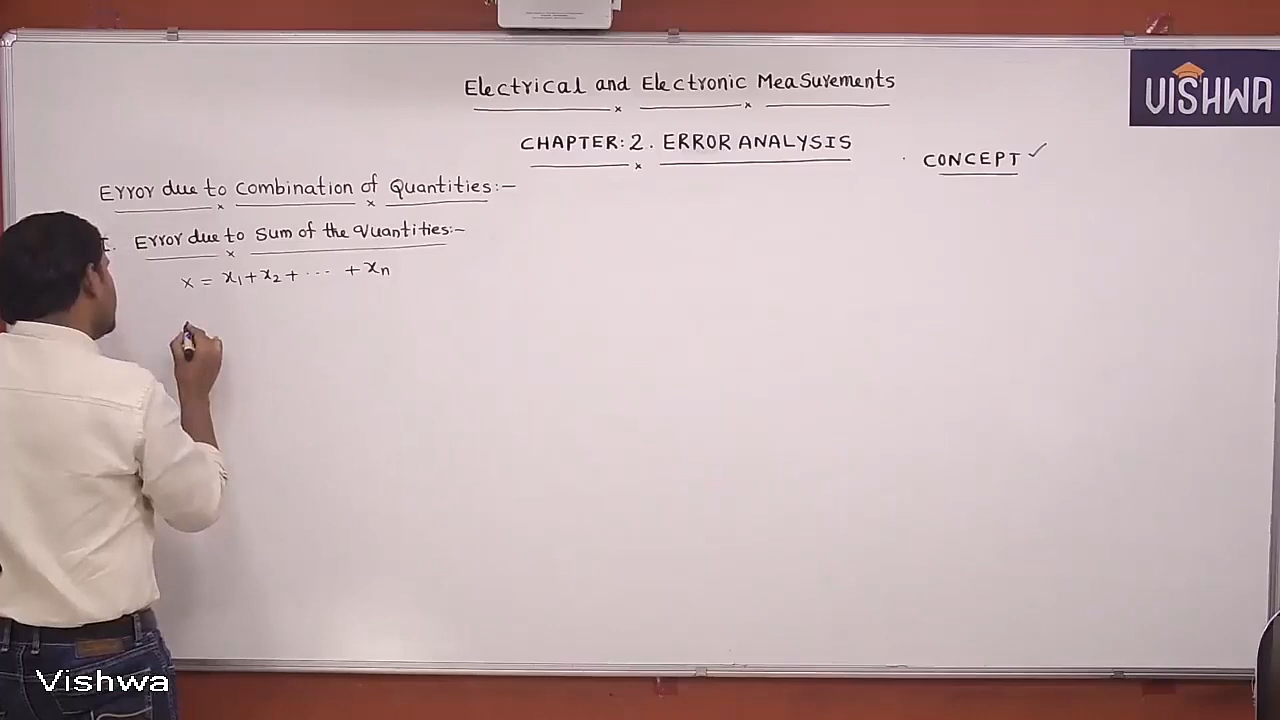 Electrical and Electronic Measurements
VISHWA
CHAPTER: 2. ERROR ANALYSIS
CONCEPT ✓
Error due to Combination of Quantities:-
I. Error due to Sum of the Quantities:-
x = x₁ + x₂ + ... + xₙ
Vishwa